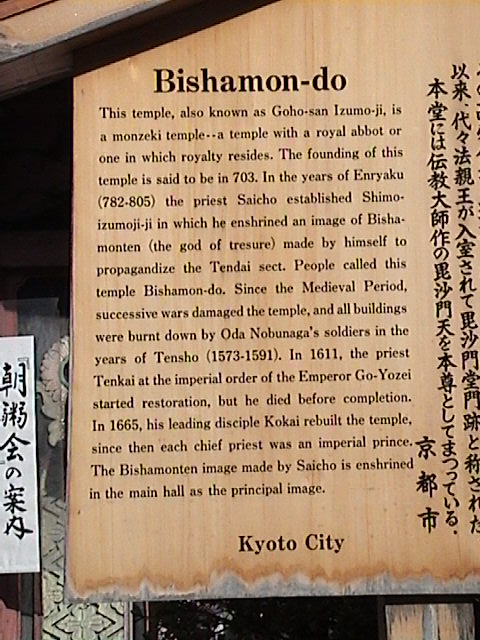 Bishamon-do
This temple, also known as Goho-san Izumo-ji, is
a monzeki temple--a temple with a royal abbot or
one in which royalty resides. The founding of this
temple is said to be in 703. In the years of Enryaku
(782-805) the priest Saicho established Shimo-
izumoji-ji in which he enshrined an image of Bisha-
monten (the god of tresure) made by himself to
propagandize the Tendai sect. People called this
temple Bishamon-do. Since the Medieval Period,
successive wars damaged the temple, and all buildings
were burnt down by Oda Nobunaga's soldiers in the
years of Tensho (1573-1591). In 1611, the priest
Tenkai at the imperial order of the Emperor Go-Yozei
started restoration, but he died before completion.
In 1665, his leading disciple Kokai rebuilt the temple,
since then each chief priest was an imperial prince.
The Bishamonten image made by Saicho is enshrined
in the main hall as the principal image.
Kyoto City
以来、代々法親王が入室されて毘沙門堂門跡と称された
本堂には伝教大師作の毘沙門天を本尊としてまつっている。
京都市
『朝粥会の案内